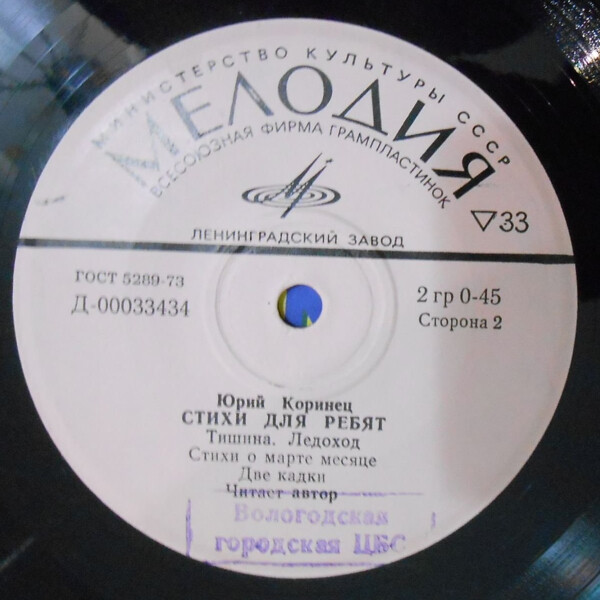 МИНИСТЕРСТВО КУЛЬТУРЫ СССР
МЕЛОДИЯ
ВСЕСОЮЗНАЯ ФИРМА ГРАМПЛАСТИНОК
33
ЛЕНИНГРАДСКИЙ ЗАВОД
ГОСТ 5289-73
Д-00033434
2 гр 0-45
Сторона 2
Юрий Коринец
СТИХИ ДЛЯ РЕБЯТ
Тишина. Ледоход
Стихи о марте месяце
Две кадки
Читает автор
Вологодская
городская ЦБС